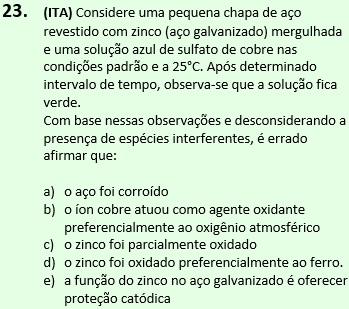 23. (ITA) Considere uma pequena chapa de aço
revestido com zinco (aço galvanizado) mergulhada
e uma solução azul de sulfato de cobre nas
condições padrão e a 25°C. Após determinado
intervalo de tempo, observa-se que a solução fica
verde.
Com base nessas observações e desconsiderando a
presença de espécies interferentes, é errado
afirmar que:
a) o aço foi corroído
b) o íon cobre atuou como agente oxidante
preferencialmente ao oxigênio atmosférico
c) o zinco foi parcialmente oxidado
d) o zinco foi oxidado preferencialmente ao ferro.
e) a função do zinco no aço galvanizado é oferecer
proteção catódica